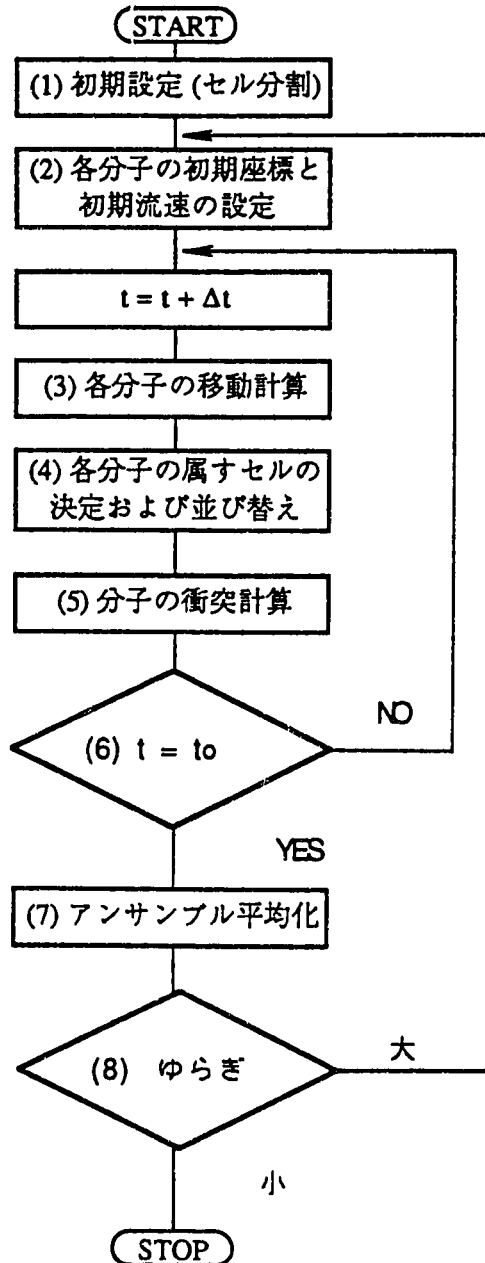 START
(1) 初期設定 (セル分割)
(2) 各分子の初期座標と
初期流速の設定
t = t + Δt
(3) 各分子の移動計算
(4) 各分子の属すセルの
決定および並び替え
(5) 分子の衝突計算
(6) t = to
NO
YES
(7) アンサンブル平均化
(8) ゆらぎ
大
小
STOP